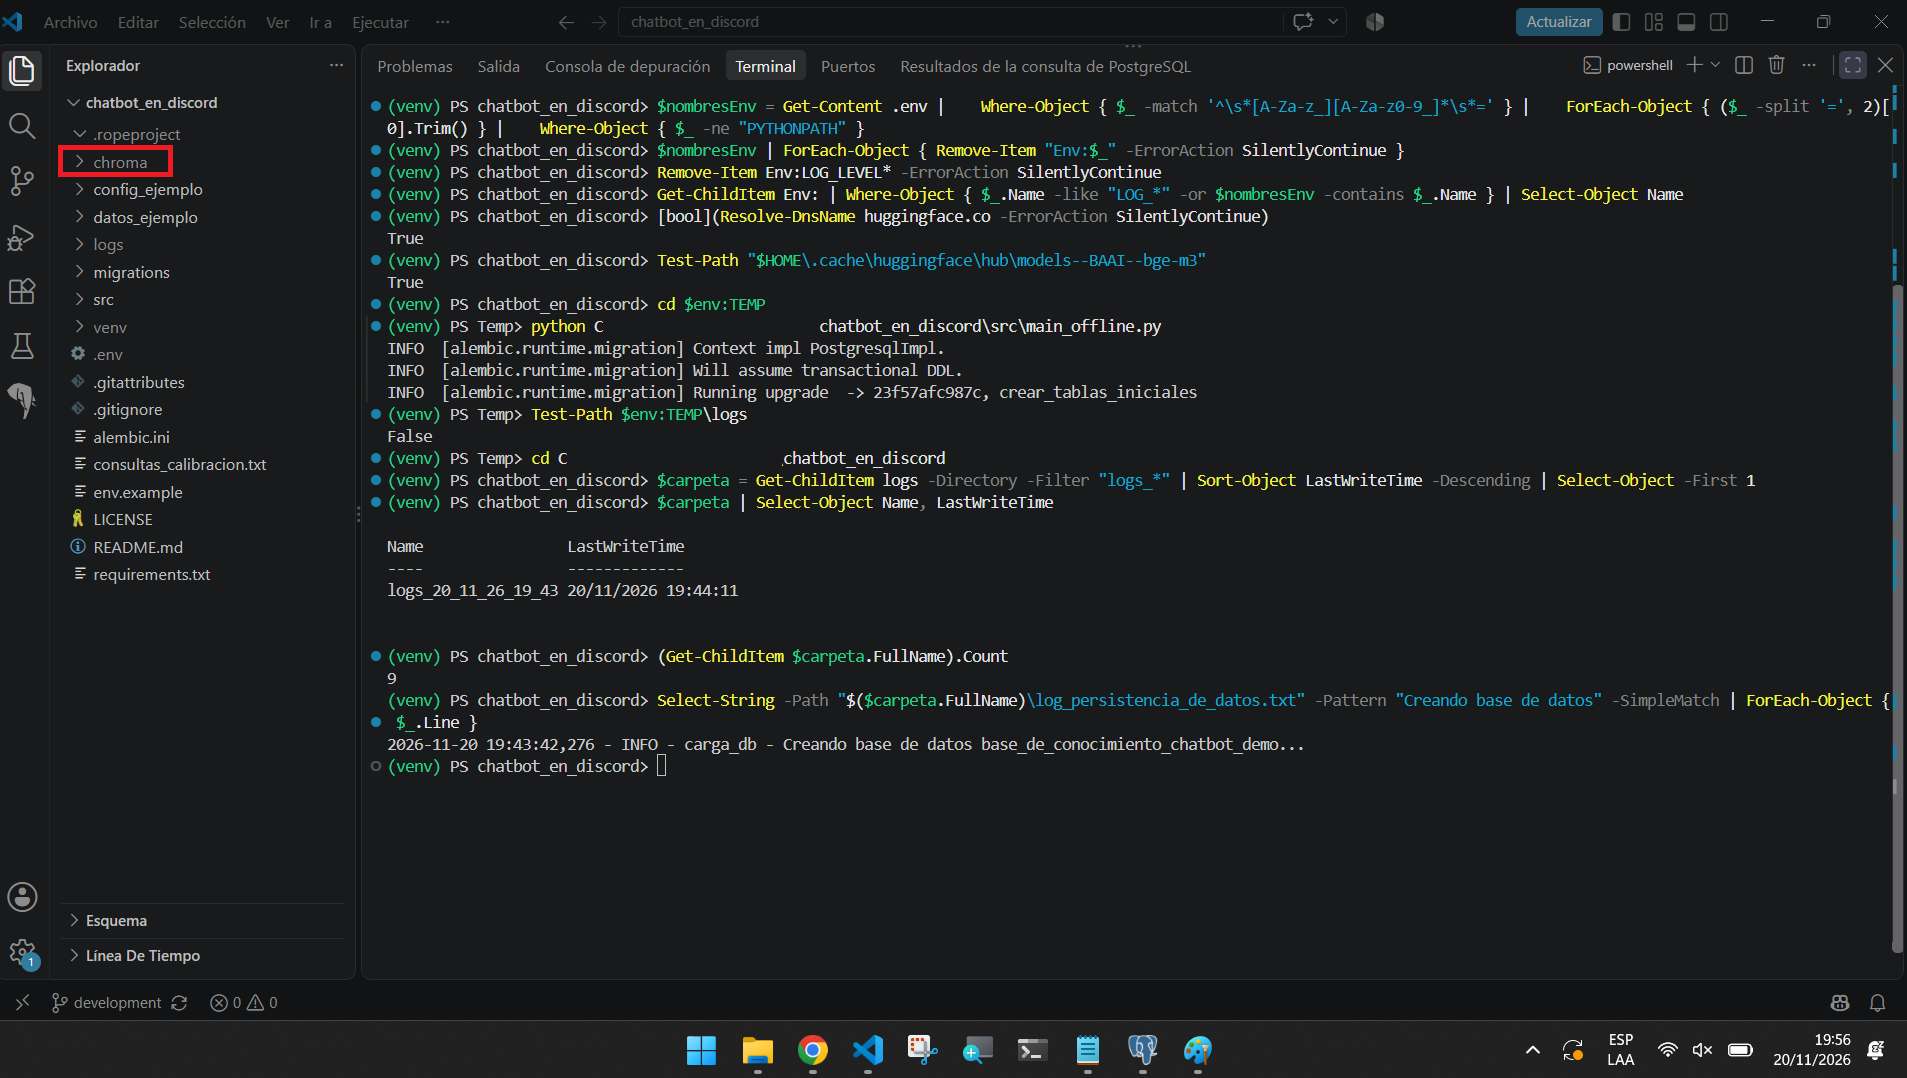 Archivo Editar Selección Ver Ir a Ejecutar ···
chatbot_en_discord
Actualizar
Explorador ···
chatbot_en_discord
.ropeproject
chroma
config_ejemplo
datos_ejemplo
logs
migrations
src
venv
.env
.gitattributes
.gitignore
alembic.ini
consultas_calibracion.txt
env.example
LICENSE
README.md
requirements.txt
Esquema
Línea De Tiempo
Problemas Salida Consola de depuración Terminal Puertos Resultados de la consulta de PostgreSQL
powershell
(venv) PS chatbot_en_discord> $nombresEnv = Get-Content .env |    Where-Object { $_ -match '^\s*[A-Za-z_][A-Za-z0-9_]*\s*=' } |    ForEach-Object { ($_ -split '=', 2)[
0].Trim() } |    Where-Object { $_ -ne "PYTHONPATH" }
(venv) PS chatbot_en_discord> $nombresEnv | ForEach-Object { Remove-Item "Env:$_" -ErrorAction SilentlyContinue }
(venv) PS chatbot_en_discord> Remove-Item Env:LOG_LEVEL* -ErrorAction SilentlyContinue
(venv) PS chatbot_en_discord> Get-ChildItem Env: | Where-Object { $_.Name -like "LOG_*" -or $nombresEnv -contains $_.Name } | Select-Object Name
(venv) PS chatbot_en_discord> [bool](Resolve-DnsName huggingface.co -ErrorAction SilentlyContinue)
True
(venv) PS chatbot_en_discord> Test-Path "$HOME\.cache\huggingface\hub\models--BAAI--bge-m3"
True
(venv) PS chatbot_en_discord> cd $env:TEMP
(venv) PS Temp> python C chatbot_en_discord\src\main_offline.py
INFO  [alembic.runtime.migration] Context impl PostgresqlImpl.
INFO  [alembic.runtime.migration] Will assume transactional DDL.
INFO  [alembic.runtime.migration] Running upgrade  -> 23f57afc987c, crear_tablas_iniciales
(venv) PS Temp> Test-Path $env:TEMP\logs
False
(venv) PS Temp> cd C chatbot_en_discord
(venv) PS chatbot_en_discord> $carpeta = Get-ChildItem logs -Directory -Filter "logs_*" | Sort-Object LastWriteTime -Descending | Select-Object -First 1
(venv) PS chatbot_en_discord> $carpeta | Select-Object Name, LastWriteTime
Name                LastWriteTime
----                -------------
logs_20_11_26_19_43 20/11/2026 19:44:11
(venv) PS chatbot_en_discord> (Get-ChildItem $carpeta.FullName).Count
9
(venv) PS chatbot_en_discord> Select-String -Path "$($carpeta.FullName)\log_persistencia_de_datos.txt" -Pattern "Creando base de datos" -SimpleMatch | ForEach-Object {
$_.Line }
2026-11-20 19:43:42,276 - INFO - carga_db - Creando base de datos base_de_conocimiento_chatbot_demo...
(venv) PS chatbot_en_discord>
1
development 0 0
ESP
LAA
19:56
20/11/2026